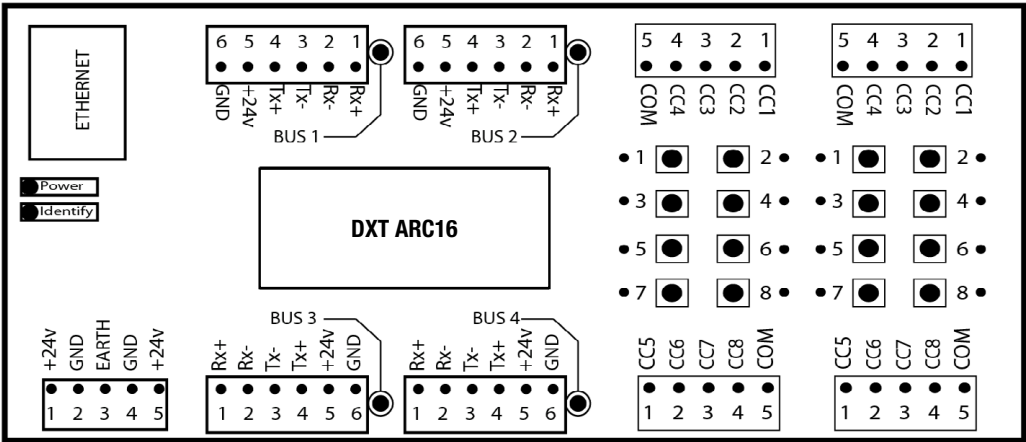 ETHERNET
Power
Identify
6 5 4 3 2 1
GND +24v Tx+ Tx- Rx- Rx+
BUS 1
6 5 4 3 2 1
GND +24v Tx+ Tx- Rx- Rx+
BUS 2
5 4 3 2 1
COM CC4 CC3 CC2 CC1
5 4 3 2 1
COM CC4 CC3 CC2 CC1
DXT ARC16
1 2
3 4
5 6
7 8
1 2
3 4
5 6
7 8
+24v GND EARTH GND +24v
1 2 3 4 5
BUS 3
Rx+ Rx- Tx- Tx+ +24v GND
1 2 3 4 5 6
BUS 4
Rx+ Rx- Tx- Tx+ +24v GND
1 2 3 4 5 6
CC5 CC6 CC7 CC8 COM
1 2 3 4 5
CC5 CC6 CC7 CC8 COM
1 2 3 4 5